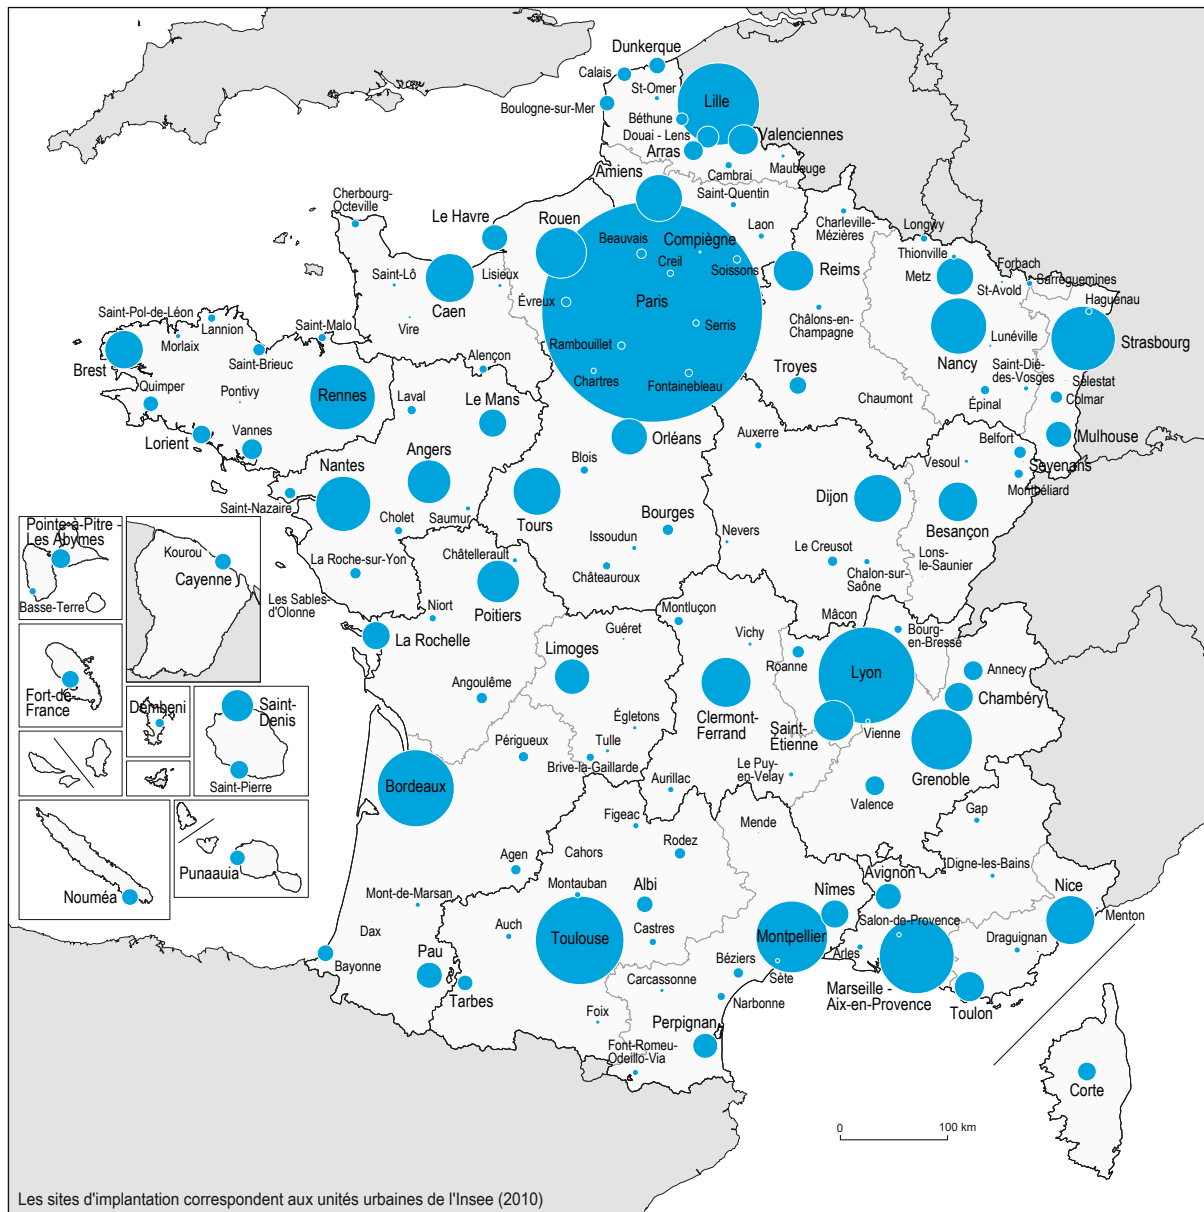 Dunkerque
Calais
St-Omer
Boulogne-sur-Mer
Lille
Béthune
Douai - Lens
Valenciennes
Arras
Maubeuge
Cambrai
Amiens
Saint-Quentin
Cherbourg-
Octeville
Le Havre
Rouen
Beauvais
Compiègne
Laon
Charleville-
Mézières
Longwy
Creil
Soissons
Thionville
Forbach
Saint-Lô
Lisieux
Reims
Metz
St-Avold
Sarreguemines
Caen
Évreux
Paris
Haguenau
Saint-Pol-de-Léon
Lannion
Saint-Malo
Vire
Serris
Châlons-en-
Champagne
Morlaix
Lunéville
Strasbourg
Brest
Saint-Brieuc
Alençon
Rambouillet
Nancy
Troyes
Saint-Dié-
des-Vosges
Quimper
Pontivy
Rennes
Laval
Le Mans
Chartres
Fontainebleau
Chaumont
Épinal
Sélestat
Colmar
Lorient
Vannes
Orléans
Auxerre
Belfort
Mulhouse
Nantes
Angers
Blois
Vesoul
Sevenans
Montbéliard
Saint-Nazaire
Tours
Dijon
Besançon
Cholet
Saumur
Bourges
Pointe-à-Pitre -
Les Abymes
Kourou
Cayenne
Basse-Terre
La Roche-sur-Yon
Châtellerault
Issoudun
Nevers
Le Creusot
Chalon-sur-
Saône
Lons-
le-Saunier
Châteauroux
Les Sables-
d'Olonne
Niort
Poitiers
Montluçon
Mâcon
La Rochelle
Guéret
Vichy
Bourg-
en-Bresse
Limoges
Roanne
Lyon
Annecy
Fort-de-
France
Dembeni
Saint-
Denis
Angoulême
Clermont-
Ferrand
Chambéry
Saint-
Étienne
Vienne
Égletons
Périgueux
Tulle
Brive-la-Gaillarde
Le Puy-
en-Velay
Grenoble
Saint-Pierre
Bordeaux
Aurillac
Valence
Figeac
Mende
Gap
Punaauia
Nouméa
Agen
Cahors
Rodez
Digne-les-Bains
Mont-de-Marsan
Montauban
Albi
Nîmes
Avignon
Nice
Menton
Salon-de-Provence
Dax
Auch
Toulouse
Castres
Montpellier
Arles
Draguignan
Bayonne
Pau
Tarbes
Béziers
Sète
Carcassonne
Narbonne
Marseille -
Aix-en-Provence
Toulon
Foix
Perpignan
Font-Romeu-
Odeillo-Via
Corte
0
100 km
Les sites d'implantation correspondent aux unités urbaines de l'Insee (2010)